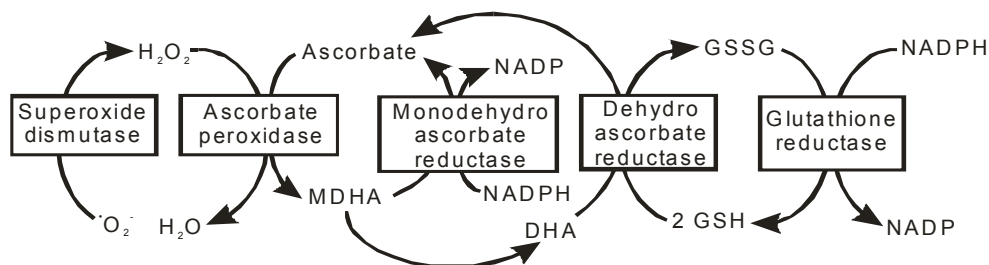 H₂O₂
Ascorbate
NADP
GSSG
NADPH
Superoxide
dismutase
Ascorbate
peroxidase
Monodehydro
ascorbate
reductase
Dehydro
ascorbate
reductase
Glutathione
reductase
MDHA
NADPH
·O₂⁻
H₂O
DHA
2 GSH
NADP